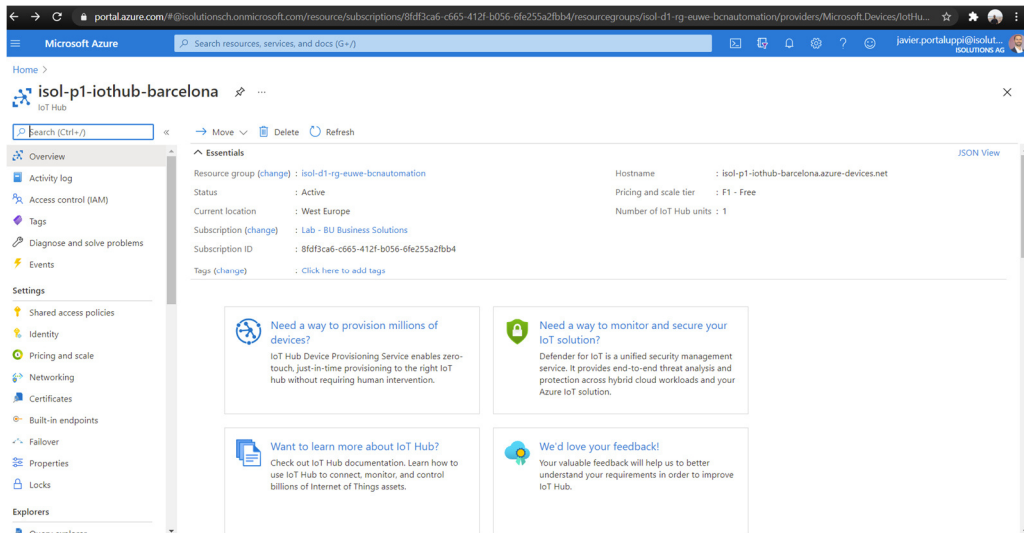 portal.azure.com/#@isolutionsch.onmicrosoft.com/resource/subscriptions/8fdf3ca6-c665-412f-b056-6fe255a2fbb4/resourcegroups/isol-d1-rg-euwe-bcnautomation/providers/Microsoft.Devices/IotHu...
Microsoft Azure
Search resources, services, and docs (G+/)
javier.portaluppi@isolut...
ISOLUTIONS AG
Home >
isol-p1-iothub-barcelona
IoT Hub
Search (Ctrl+/)
«
Move
Delete
Refresh
Overview
Activity log
Access control (IAM)
Tags
Diagnose and solve problems
Events
Settings
Shared access policies
Identity
Pricing and scale
Networking
Certificates
Built-in endpoints
Failover
Properties
Locks
Explorers
Query explorer
Essentials
JSON View
Resource group (change) : isol-d1-rg-euwe-bcnautomation
Status : Active
Current location : West Europe
Subscription (change) : Lab - BU Business Solutions
Subscription ID : 8fdf3ca6-c665-412f-b056-6fe255a2fbb4
Tags (change) : Click here to add tags
Hostname : isol-p1-iothub-barcelona.azure-devices.net
Pricing and scale tier : F1 - Free
Number of IoT Hub units : 1
Need a way to provision millions of
devices?
IoT Hub Device Provisioning Service enables zero-
touch, just-in-time provisioning to the right IoT
hub without requiring human intervention.
Need a way to monitor and secure your
IoT solution?
Defender for IoT is a unified security management
service. It provides end-to-end threat analysis and
protection across hybrid cloud workloads and your
Azure IoT solution.
Want to learn more about IoT Hub?
Check out IoT Hub documentation. Learn how to
use IoT Hub to connect, monitor, and control
billions of Internet of Things assets.
We'd love your feedback!
Your valuable feedback will help us to better
understand your requirements in order to improve
IoT Hub.